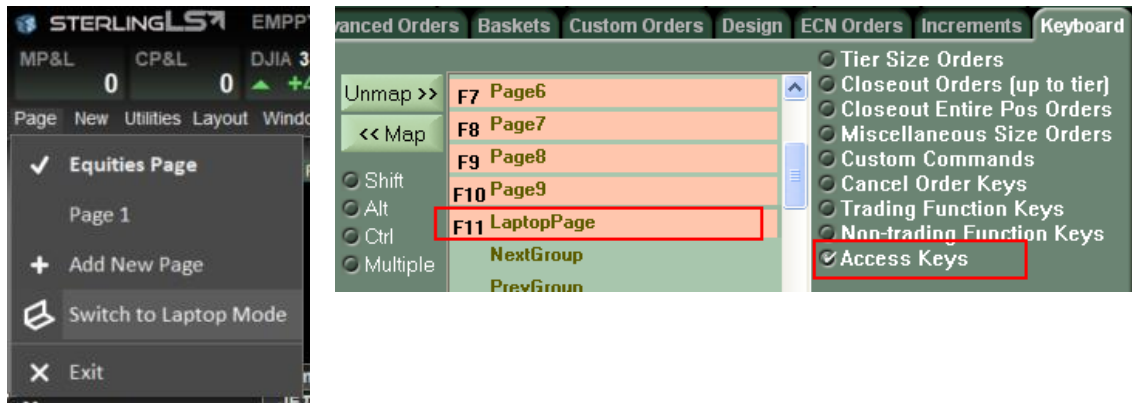 STERLINGLS EMPP
MP&L CP&L DJIA 3
0 0 +4
Page New Utilities Layout Windo
Equities Page
Page 1
Add New Page
Switch to Laptop Mode
Exit
vanced Orders Baskets Custom Orders Design ECN Orders Increments Keyboard
Unmap >>
<< Map
Shift
Alt
Ctrl
Multiple
F7 Page6
F8 Page7
F9 Page8
F10 Page9
F11 LaptopPage
NextGroup
PrevGroup
Tier Size Orders
Closeout Orders (up to tier)
Closeout Entire Pos Orders
Miscellaneous Size Orders
Custom Commands
Cancel Order Keys
Trading Function Keys
Non-trading Function Keys
Access Keys